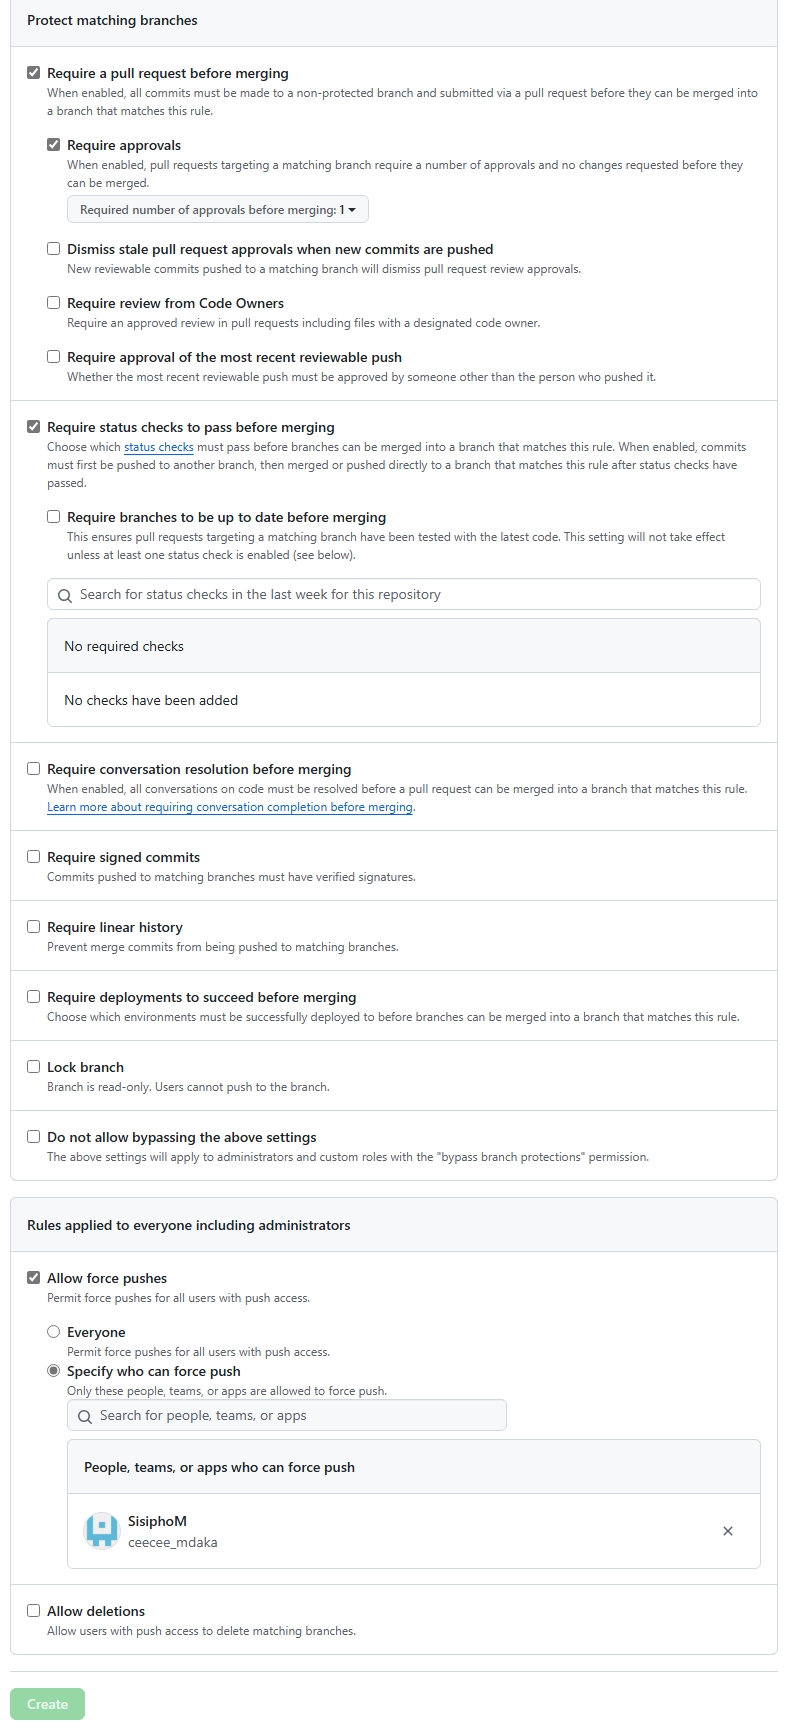 Protect matching branches
Require a pull request before merging
When enabled, all commits must be made to a non-protected branch and submitted via a pull request before they can be merged into
a branch that matches this rule.
Require approvals
When enabled, pull requests targeting a matching branch require a number of approvals and no changes requested before they
can be merged.
Required number of approvals before merging: 1
Dismiss stale pull request approvals when new commits are pushed
New reviewable commits pushed to a matching branch will dismiss pull request review approvals.
Require review from Code Owners
Require an approved review in pull requests including files with a designated code owner.
Require approval of the most recent reviewable push
Whether the most recent reviewable push must be approved by someone other than the person who pushed it.
Require status checks to pass before merging
Choose which status checks must pass before branches can be merged into a branch that matches this rule. When enabled, commits
must first be pushed to another branch, then merged or pushed directly to a branch that matches this rule after status checks have
passed.
Require branches to be up to date before merging
This ensures pull requests targeting a matching branch have been tested with the latest code. This setting will not take effect
unless at least one status check is enabled (see below).
Search for status checks in the last week for this repository
No required checks
No checks have been added
Require conversation resolution before merging
When enabled, all conversations on code must be resolved before a pull request can be merged into a branch that matches this rule.
Learn more about requiring conversation completion before merging.
Require signed commits
Commits pushed to matching branches must have verified signatures.
Require linear history
Prevent merge commits from being pushed to matching branches.
Require deployments to succeed before merging
Choose which environments must be successfully deployed to before branches can be merged into a branch that matches this rule.
Lock branch
Branch is read-only. Users cannot push to the branch.
Do not allow bypassing the above settings
The above settings will apply to administrators and custom roles with the "bypass branch protections" permission.
Rules applied to everyone including administrators
Allow force pushes
Permit force pushes for all users with push access.
Everyone
Permit force pushes for all users with push access.
Specify who can force push
Only these people, teams, or apps are allowed to force push.
Search for people, teams, or apps
People, teams, or apps who can force push
SisiphoM
ceecee_mdaka
Allow deletions
Allow users with push access to delete matching branches.
Create